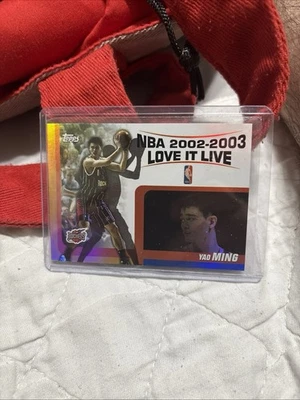 Topps
NBA 2002-2003
LOVE IT LIVE
YAO MING